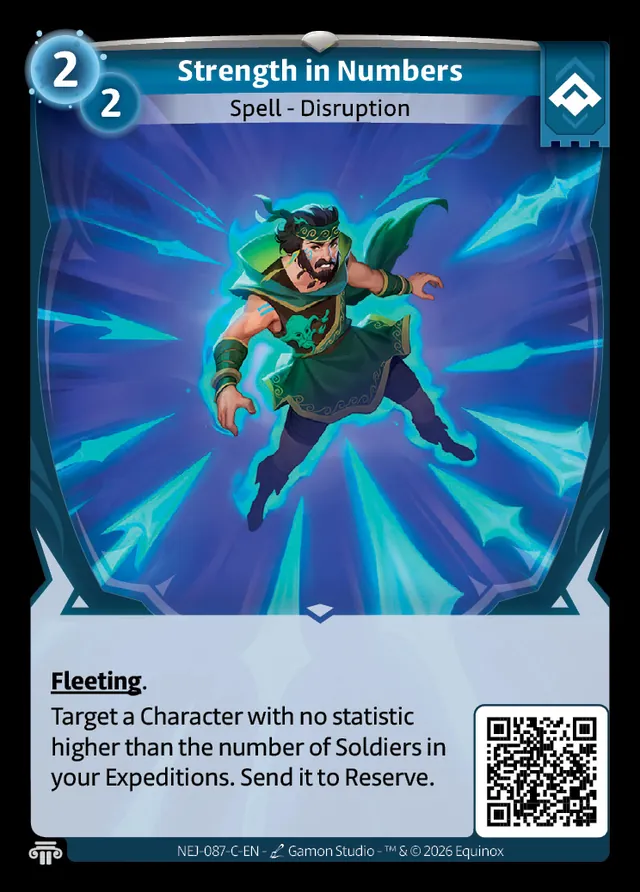 2
2
Strength in Numbers
Spell - Disruption
Fleeting.
Target a Character with no statistic
higher than the number of Soldiers in
your Expeditions. Send it to Reserve.
NEJ-087-C-EN - Gamon Studio - ™ & © 2026 Equinox